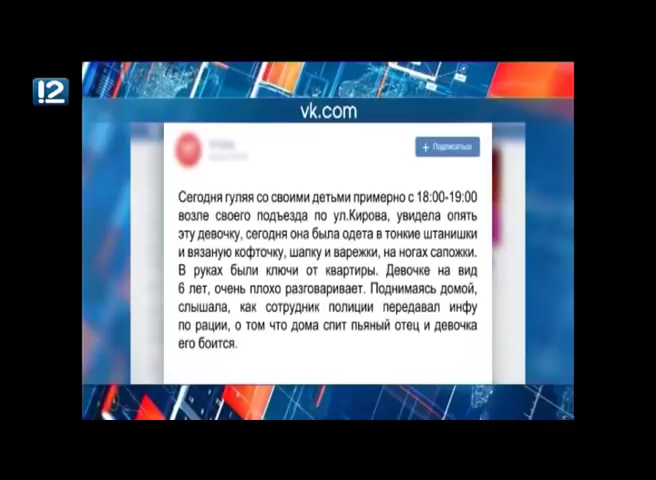 12
vk.com
+ Подписаться
Сегодня гуляя со своими детьми примерно с 18:00-19:00
возле своего подъезда по ул.Кирова, увидела опять
эту девочку, сегодня она была одета в тонкие штанишки
и вязаную кофточку, шапку и варежки, на ногах сапожки.
В руках были ключи от квартиры. Девочке на вид
6 лет, очень плохо разговаривает. Поднимаясь домой,
слышала, как сотрудник полиции передавал инфу
по рации, о том что дома спит пьяный отец и девочка
его боится.